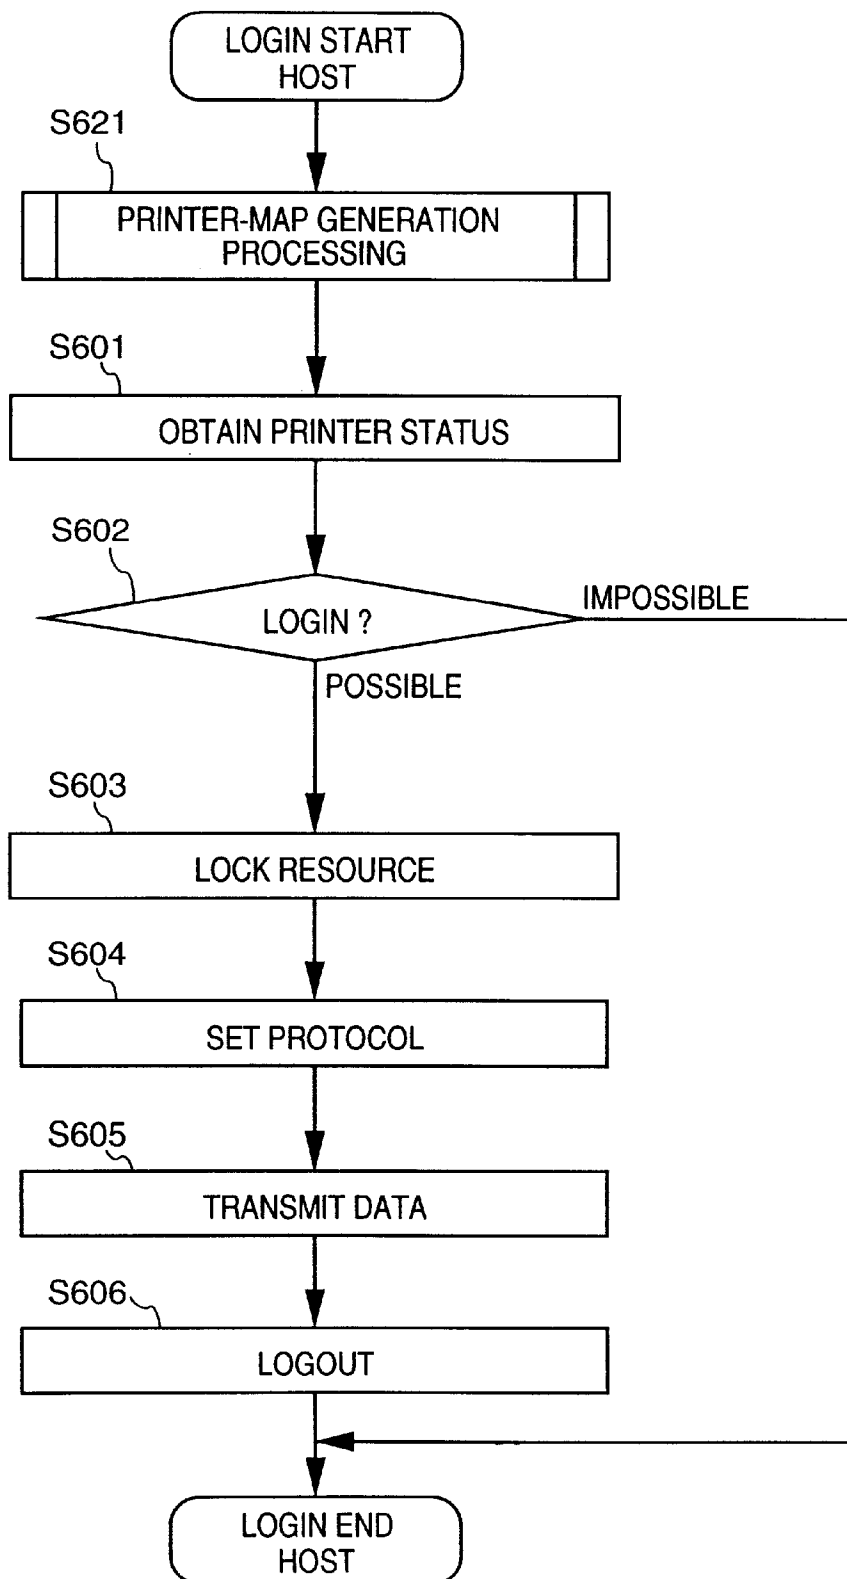 LOGIN START
HOST
S621
PRINTER-MAP GENERATION
PROCESSING
S601
OBTAIN PRINTER STATUS
S602
LOGIN ?
IMPOSSIBLE
POSSIBLE
S603
LOCK RESOURCE
S604
SET PROTOCOL
S605
TRANSMIT DATA
S606
LOGOUT
LOGIN END
HOST